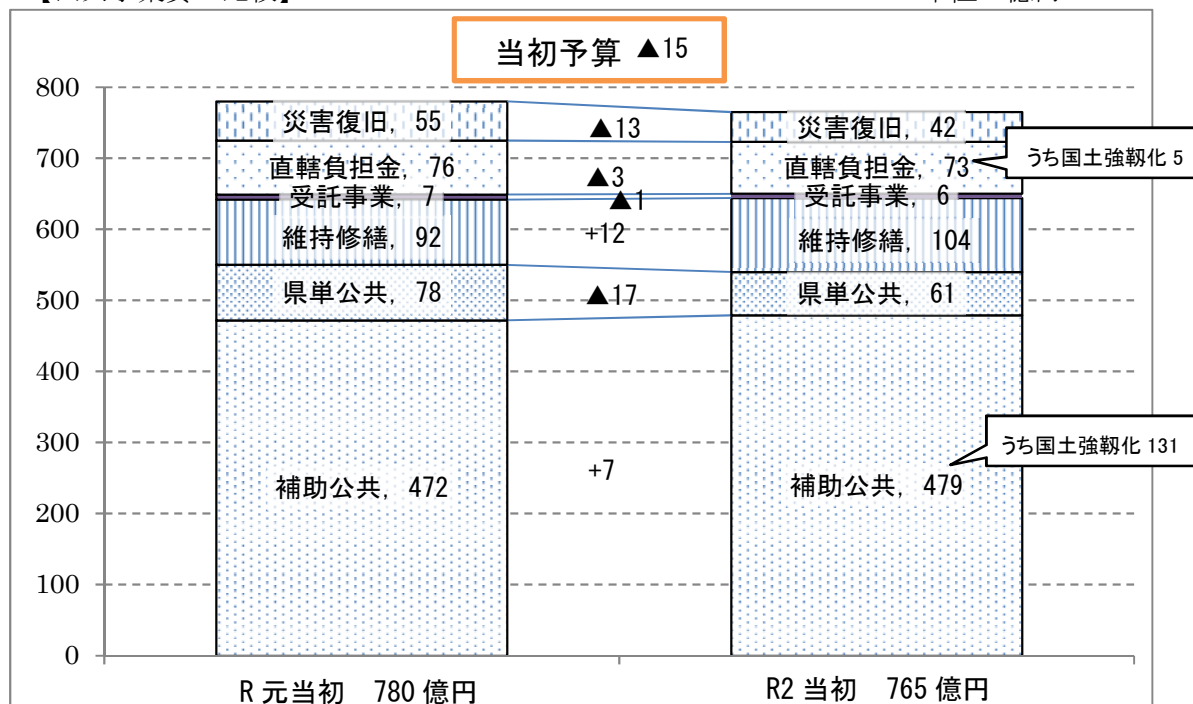 当初予算 ▲15
800
700
600
500
400
300
200
100
0
災害復旧, 55
直轄負担金, 76
受託事業, 7
維持修繕, 92
県単公共, 78
補助公共, 472
▲13
▲3
▲1
+12
▲17
+7
災害復旧, 42
直轄負担金, 73
受託事業, 6
維持修繕, 104
県単公共, 61
補助公共, 479
うち国土強靱化 5
うち国土強靱化 131
R 元当初 780 億円
R2 当初 765 億円